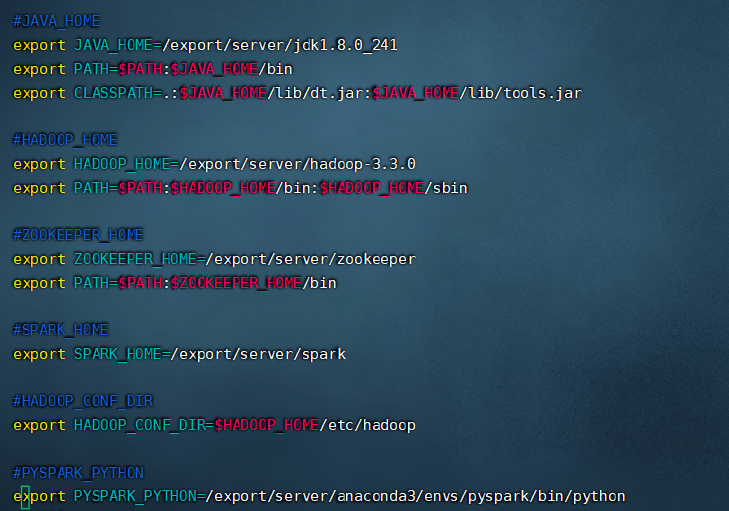 #JAVA_HOME
export JAVA_HOME=/export/server/jdk1.8.0_241
export PATH=$PATH:$JAVA_HOME/bin
export CLASSPATH=.:$JAVA_HOME/lib/dt.jar:$JAVA_HOME/lib/tools.jar
#HADOOP_HOME
export HADOOP_HOME=/export/server/hadoop-3.3.0
export PATH=$PATH:$HADOOP_HOME/bin:$HADOOP_HOME/sbin
#ZOOKEEPER_HOME
export ZOOKEEPER_HOME=/export/server/zookeeper
export PATH=$PATH:$ZOOKEEPER_HOME/bin
#SPARK_HOME
export SPARK_HOME=/export/server/spark
#HADOOP_CONF_DIR
export HADOOP_CONF_DIR=$HADOOP_HOME/etc/hadoop
#PYSPARK_PYTHON
export PYSPARK_PYTHON=/export/server/anaconda3/envs/pyspark/bin/python